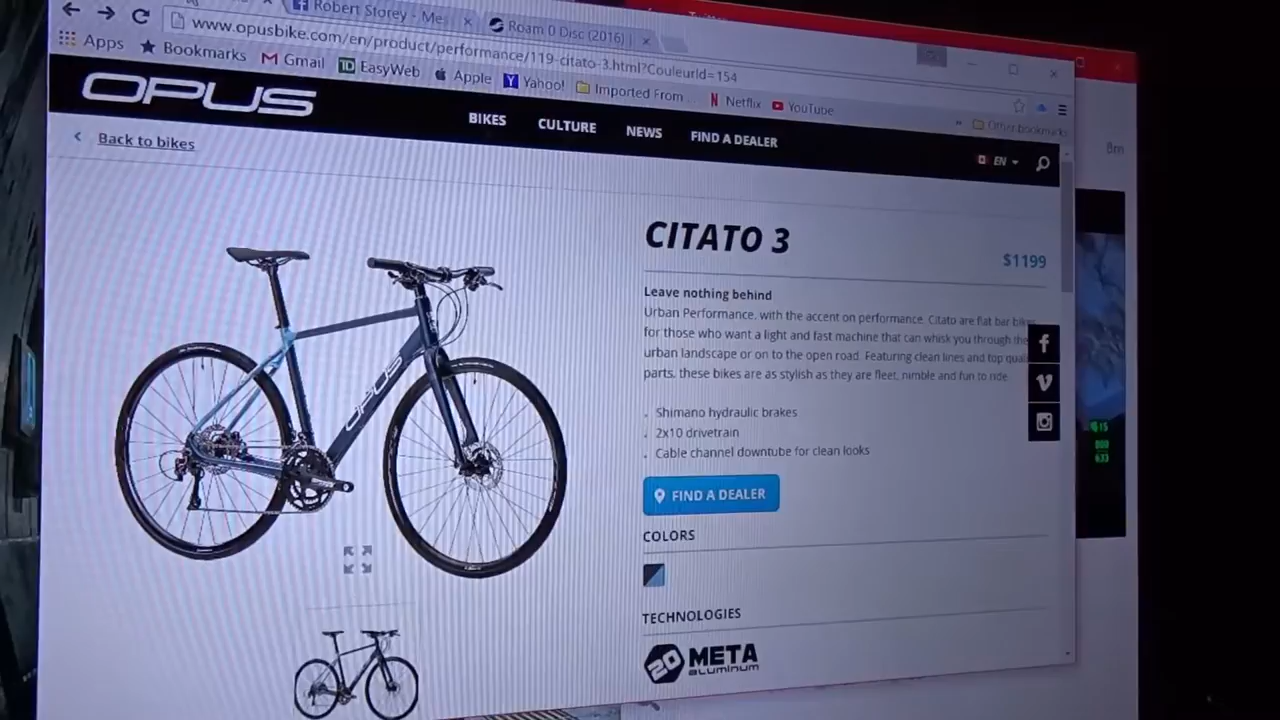 Robert Storey - Mes
Roam 0 Disc (2016)
www.opusbike.com/en/product/performance/119-citato-3.html?CouleurId=154
Apps Bookmarks Gmail TD EasyWeb Apple Yahoo! Imported From ... Netflix YouTube » Other bookmarks
OPUS
BIKES CULTURE NEWS FIND A DEALER
EN
Back to bikes
CITATO 3
$1199
Leave nothing behind
Urban Performance, with the accent on performance. Citato are flat bar
for those who want a light and fast machine that can whisk you through the
urban landscape or on to the open road. Featuring clean lines and top
parts, these bikes are as stylish as they are fleet, nimble and fun to ride
Shimano hydraulic brakes
2x10 drivetrain
Cable channel downtube for clean looks
FIND A DEALER
COLORS
TECHNOLOGIES
20 META
aluminum
OPUS
633